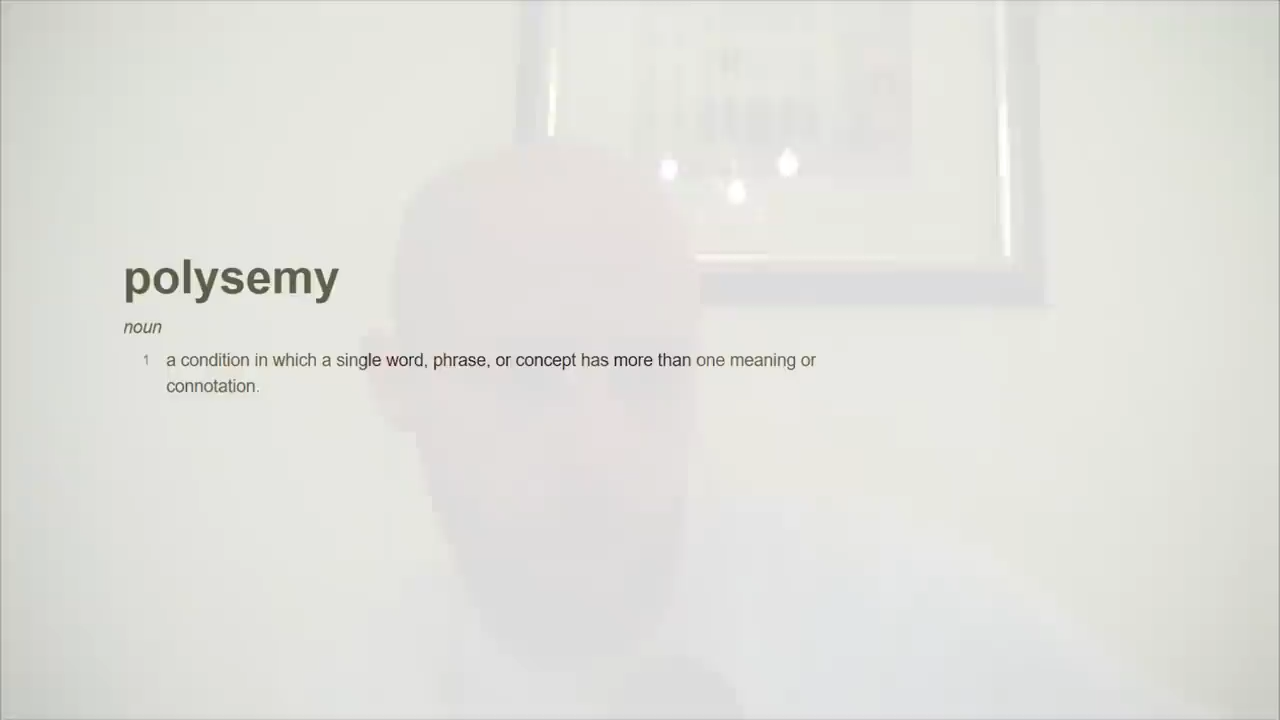 polysemy
noun
1 a condition in which a single word, phrase, or concept has more than one meaning or
connotation.